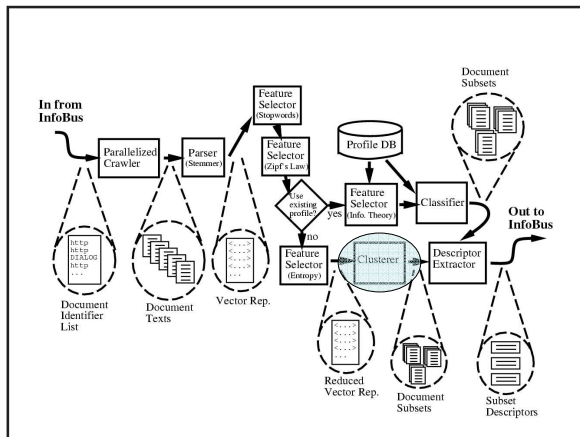 Document
Subsets
Feature
Selector
(Stopwords)
In from
InfoBus
Profile DB
Parallelized
Crawler
Parser
(Stemmer)
Feature
Selector
(Zipf's Law)
Use
existing
profile?
yes
no
Feature
Selector
(Info. Theory)
Classifier
Out to
InfoBus
http
http
DIALOG
http
...
Document
Identifier
List
Document
Texts
<...>
<...>
<...>
<...>
...
Vector Rep.
Feature
Selector
(Entropy)
Clusterer
Descriptor
Extractor
<...>
<...>
<...>
<...>
...
Reduced
Vector Rep.
Document
Subsets
Subset
Descriptors